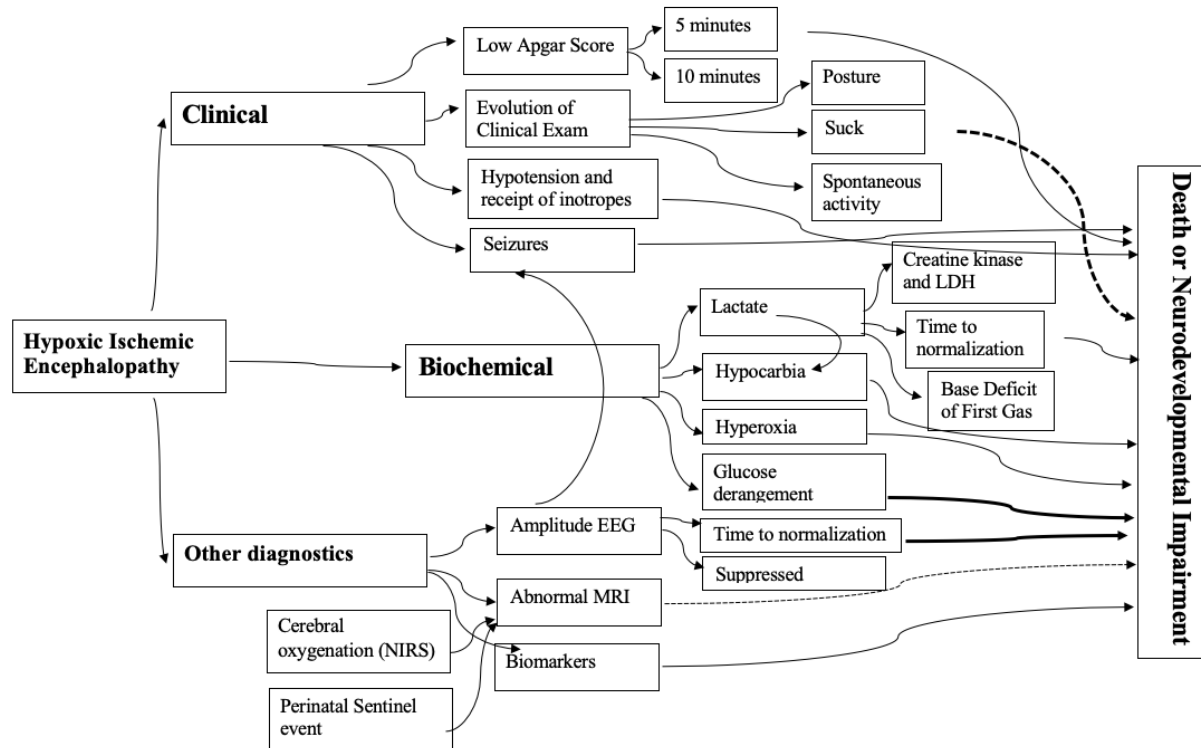 Low Apgar Score
5 minutes
10 minutes
Clinical
Evolution of
Clinical Exam
Posture
Suck
Spontaneous
activity
Hypotension and
receipt of inotropes
Seizures
Hypoxic Ischemic
Encephalopathy
Biochemical
Lactate
Creatine kinase
and LDH
Time to
normalization
Base Deficit
of First Gas
Hypocarbia
Hyperoxia
Glucose
derangement
Other diagnostics
Amplitude EEG
Time to normalization
Suppressed
Abnormal MRI
Cerebral
oxygenation (NIRS)
Biomarkers
Perinatal Sentinel
event
Death or Neurodevelopmental Impairment